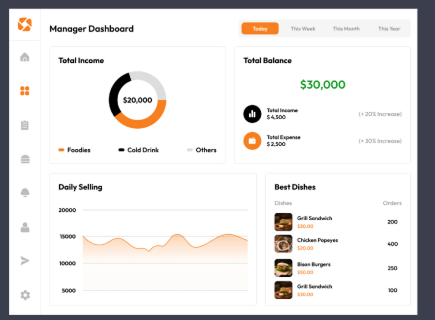 Manager Dashboard
Today
This Week
This Month
This Year
Total Income
$20,000
Foodies
Cold Drink
Others
Total Balance
$30,000
Total Income
$ 4,500
(+ 20% Increase)
Total Expense
$ 2,500
(+ 30% Increase)
Daily Selling
20000
15000
10000
5000
Best Dishes
Dishes
Orders
Grill Sandwich
$30.00
200
Chicken Popeyes
$20.00
400
Bison Burgers
$50.00
250
Grill Sandwich
$30.00
100